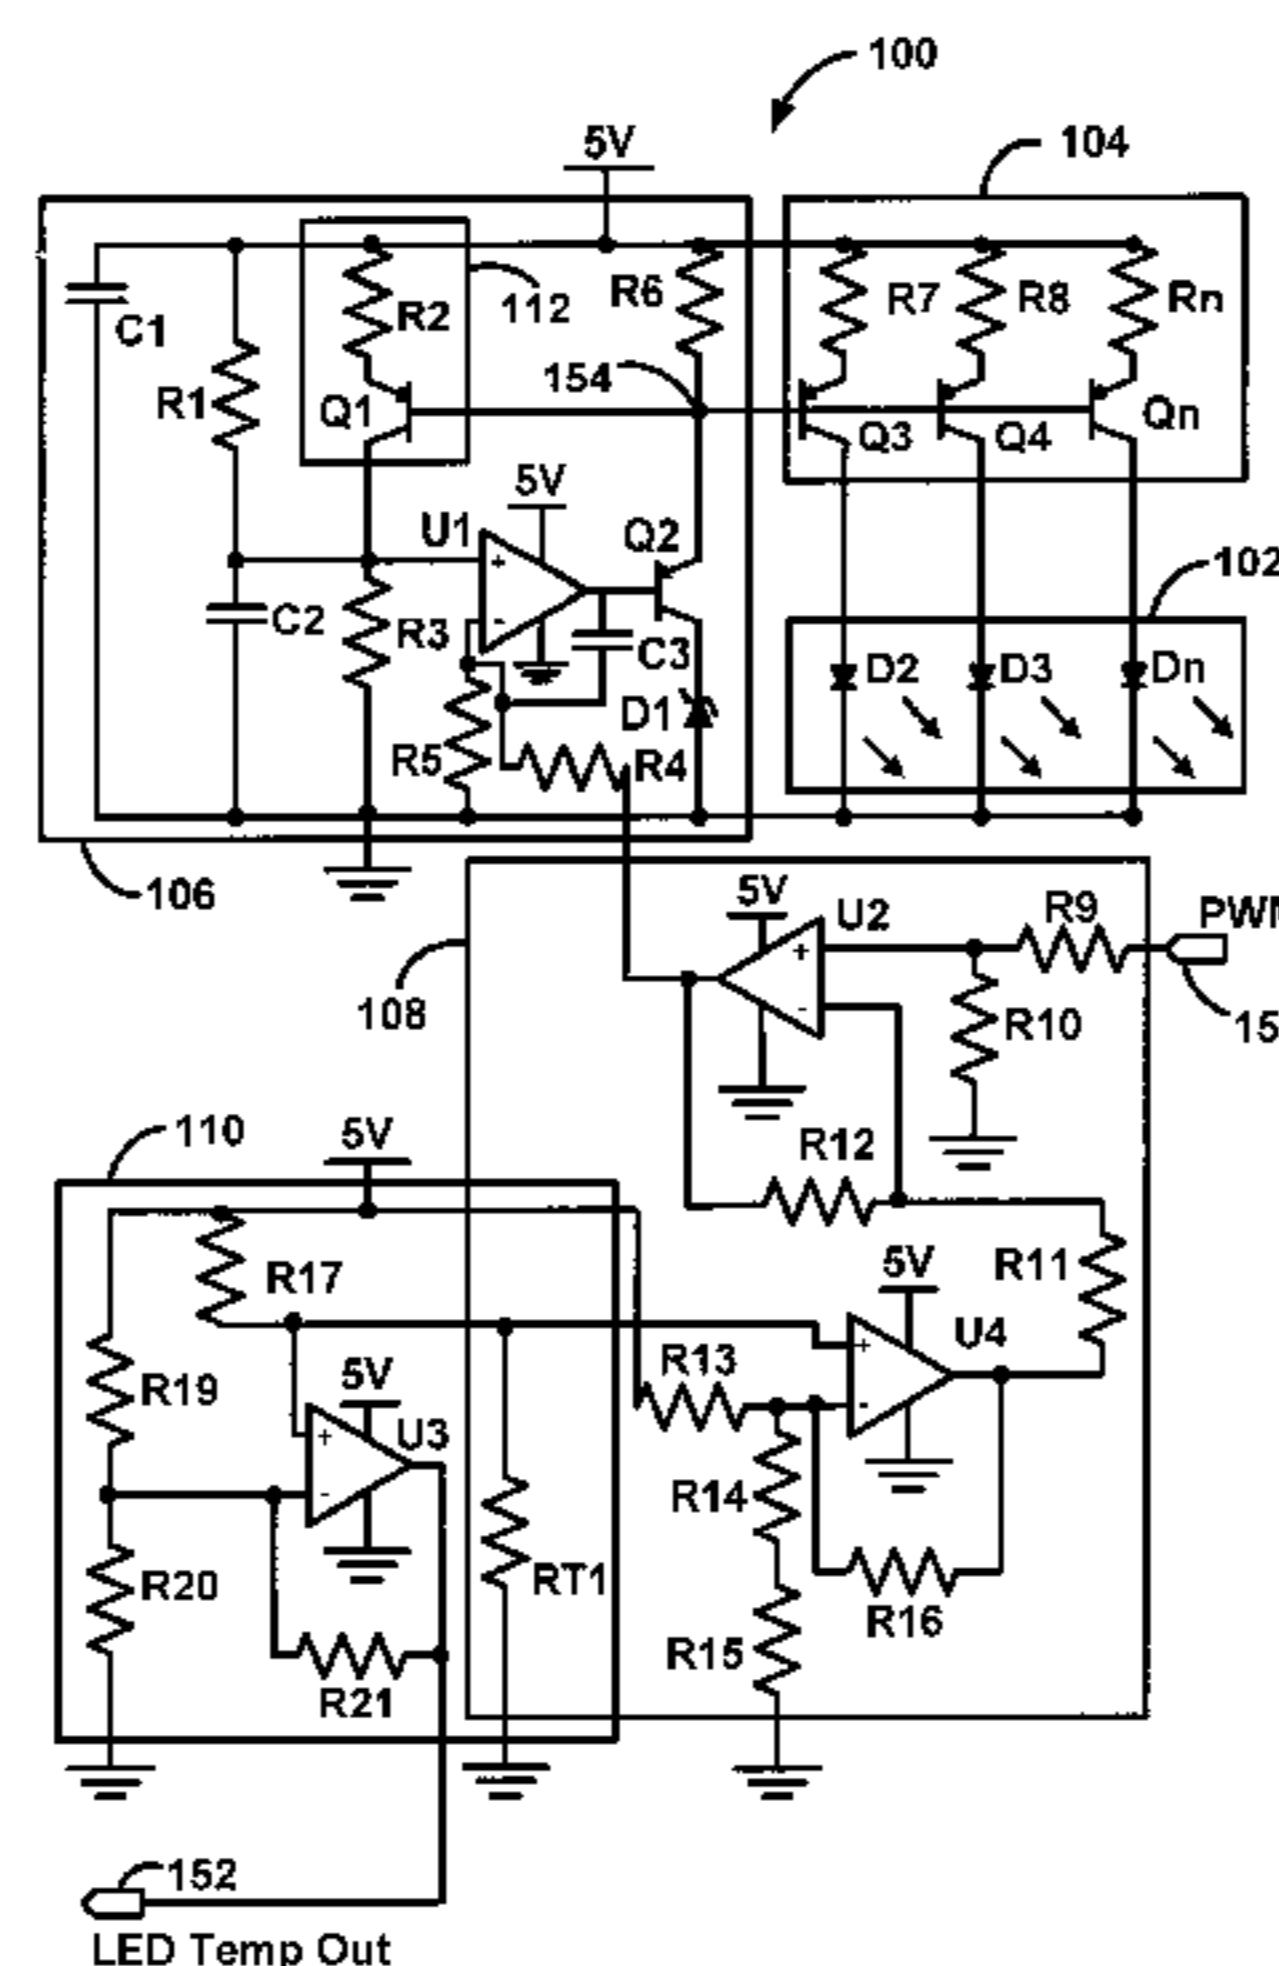 100
5V
104
R2
112
R6
R7
R8
Rn
C1
154
R1
Q1
Q3
Q4
Qn
5V
U1
Q2
+
-
102
C2
R3
C3
D2
D3
Dn
D1
R5
R4
106
5V
U2
R9
+
-
108
R10
15
110
5V
R12
R17
5V
R11
U4
+
-
R13
R19
5V
U3
+
-
R14
R20
RT1
R16
R15
R21
152
LED Temp Out